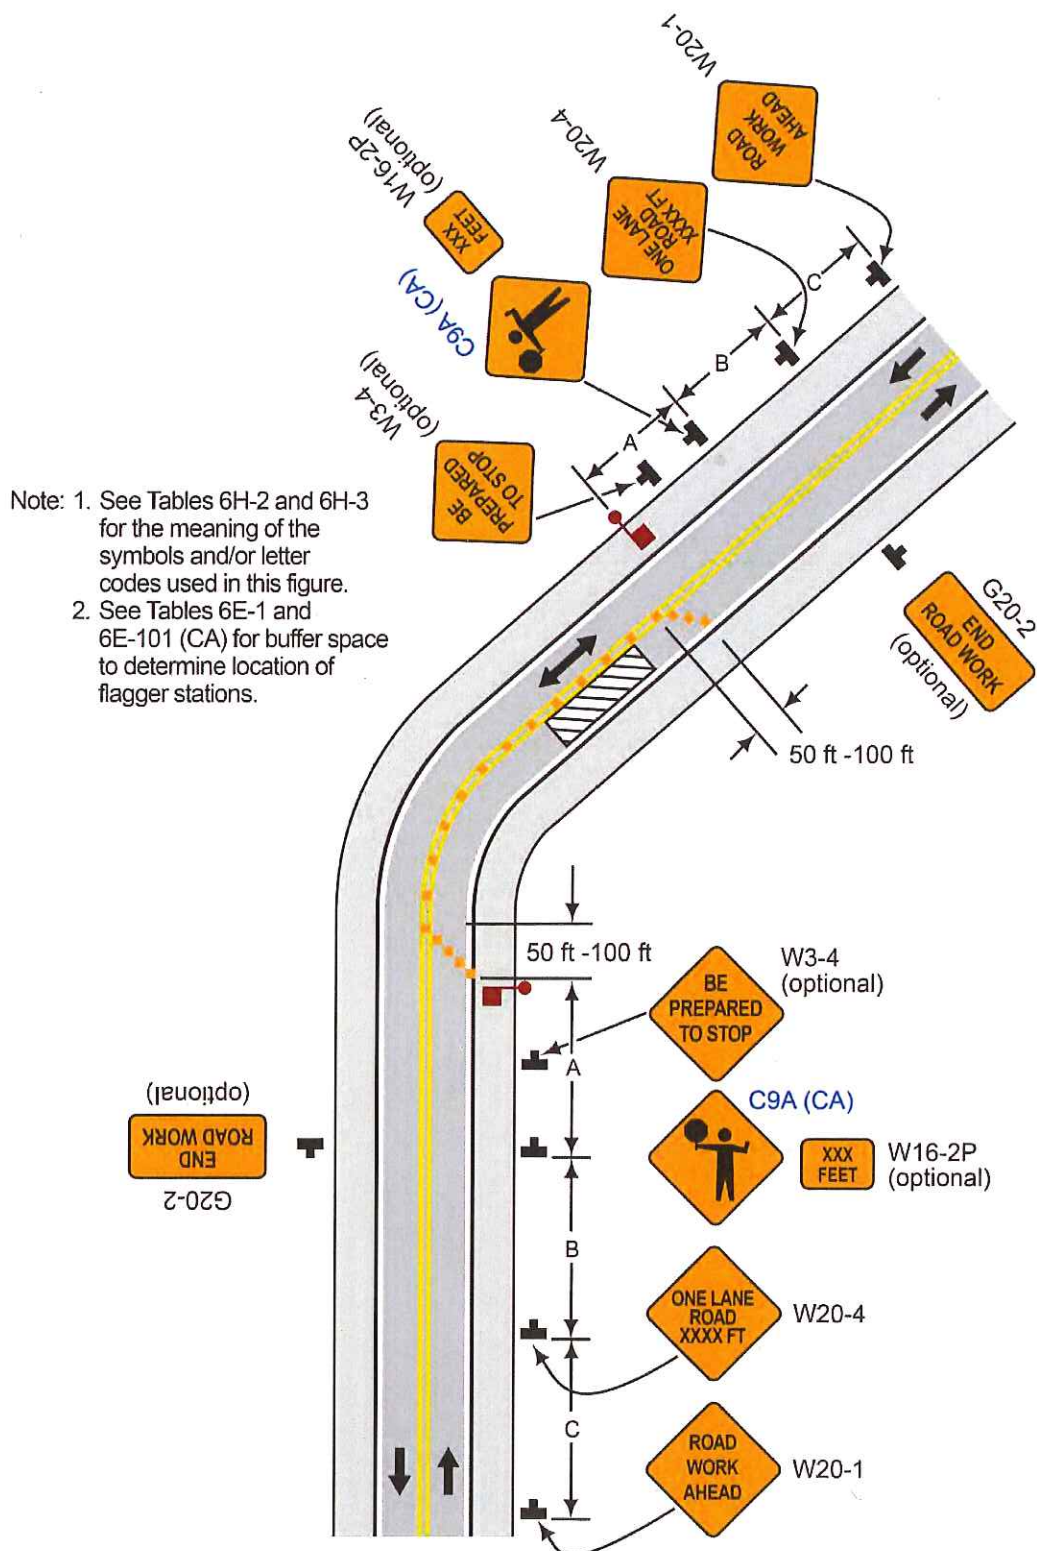 W20-1
ROAD
WORK
AHEAD
W20-4
ONE LANE
ROAD
XXXX FT
W16-2P
(optional)
XXX
FEET
C9A (CA)
W3-4
(optional)
BE
PREPARED
TO STOP
C
B
A
Note: 1. See Tables 6H-2 and 6H-3
for the meaning of the
symbols and/or letter
codes used in this figure.
2. See Tables 6E-1 and
6E-101 (CA) for buffer space
to determine location of
flagger stations.
G20-2
END
ROAD WORK
(optional)
50 ft -100 ft
50 ft -100 ft
W3-4
(optional)
BE
PREPARED
TO STOP
A
C9A (CA)
XXX
FEET
W16-2P
(optional)
G20-2
END
ROAD WORK
(optional)
B
ONE LANE
ROAD
XXXX FT
W20-4
C
ROAD
WORK
AHEAD
W20-1